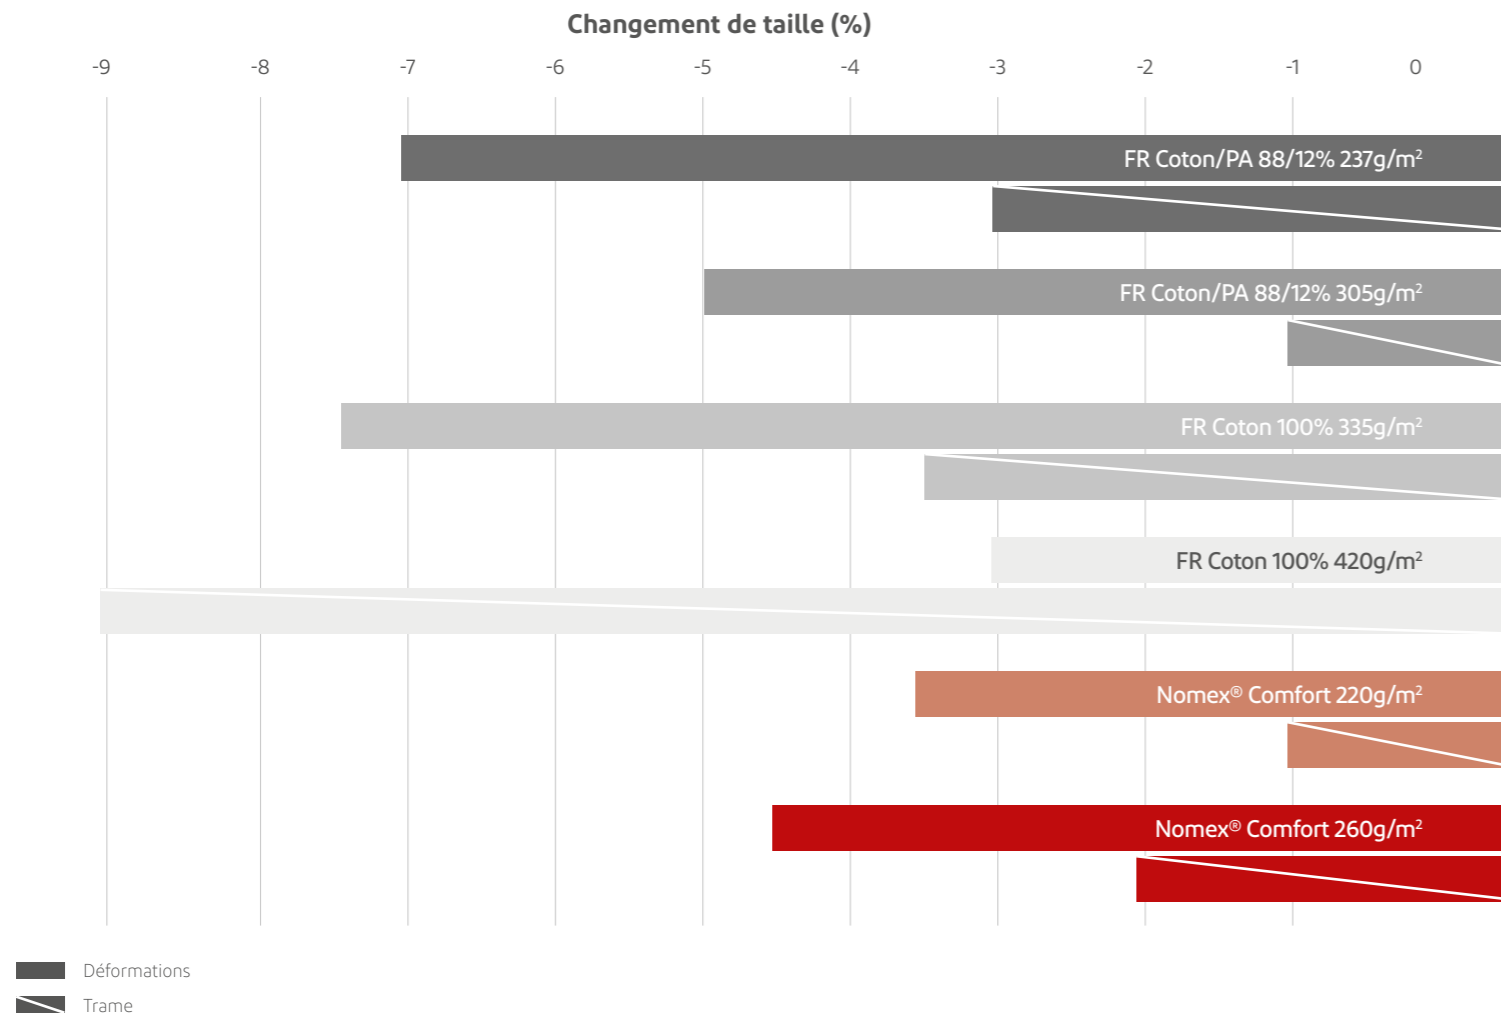 Changement de taille (%)
-9 -8 -7 -6 -5 -4 -3 -2 -1 0
FR Coton/PA 88/12% 237g/m²
FR Coton/PA 88/12% 305g/m²
FR Coton 100% 335g/m²
FR Coton 100% 420g/m²
Nomex® Comfort 220g/m²
Nomex® Comfort 260g/m²
Déformations
Trame